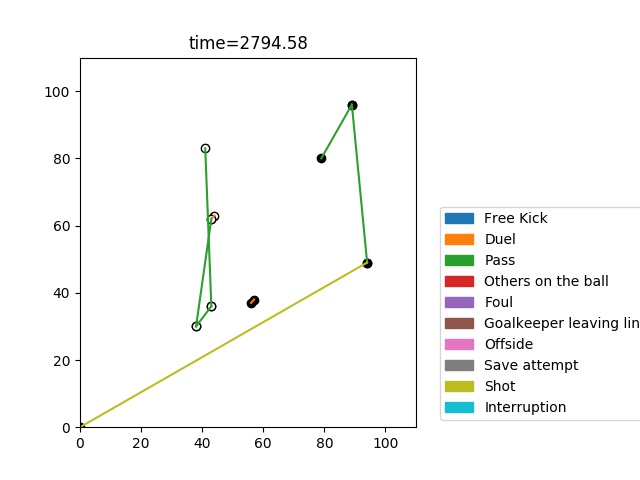 time=2794.58
100
80
60
40
20
0
0 20 40 60 80 100
Free Kick
Duel
Pass
Others on the ball
Foul
Goalkeeper leaving lin
Offside
Save attempt
Shot
Interruption